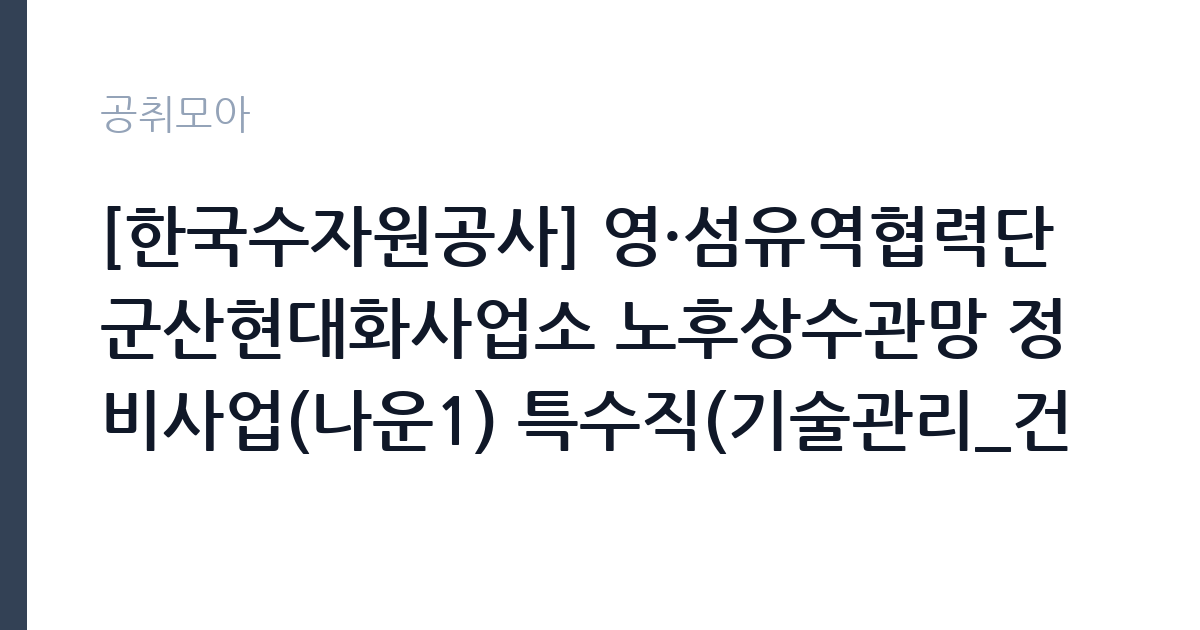 공취모아
[한국수자원공사] 영·섬유역협력단
군산현대화사업소 노후상수관망 정
비사업(나운1) 특수직(기술관리_건